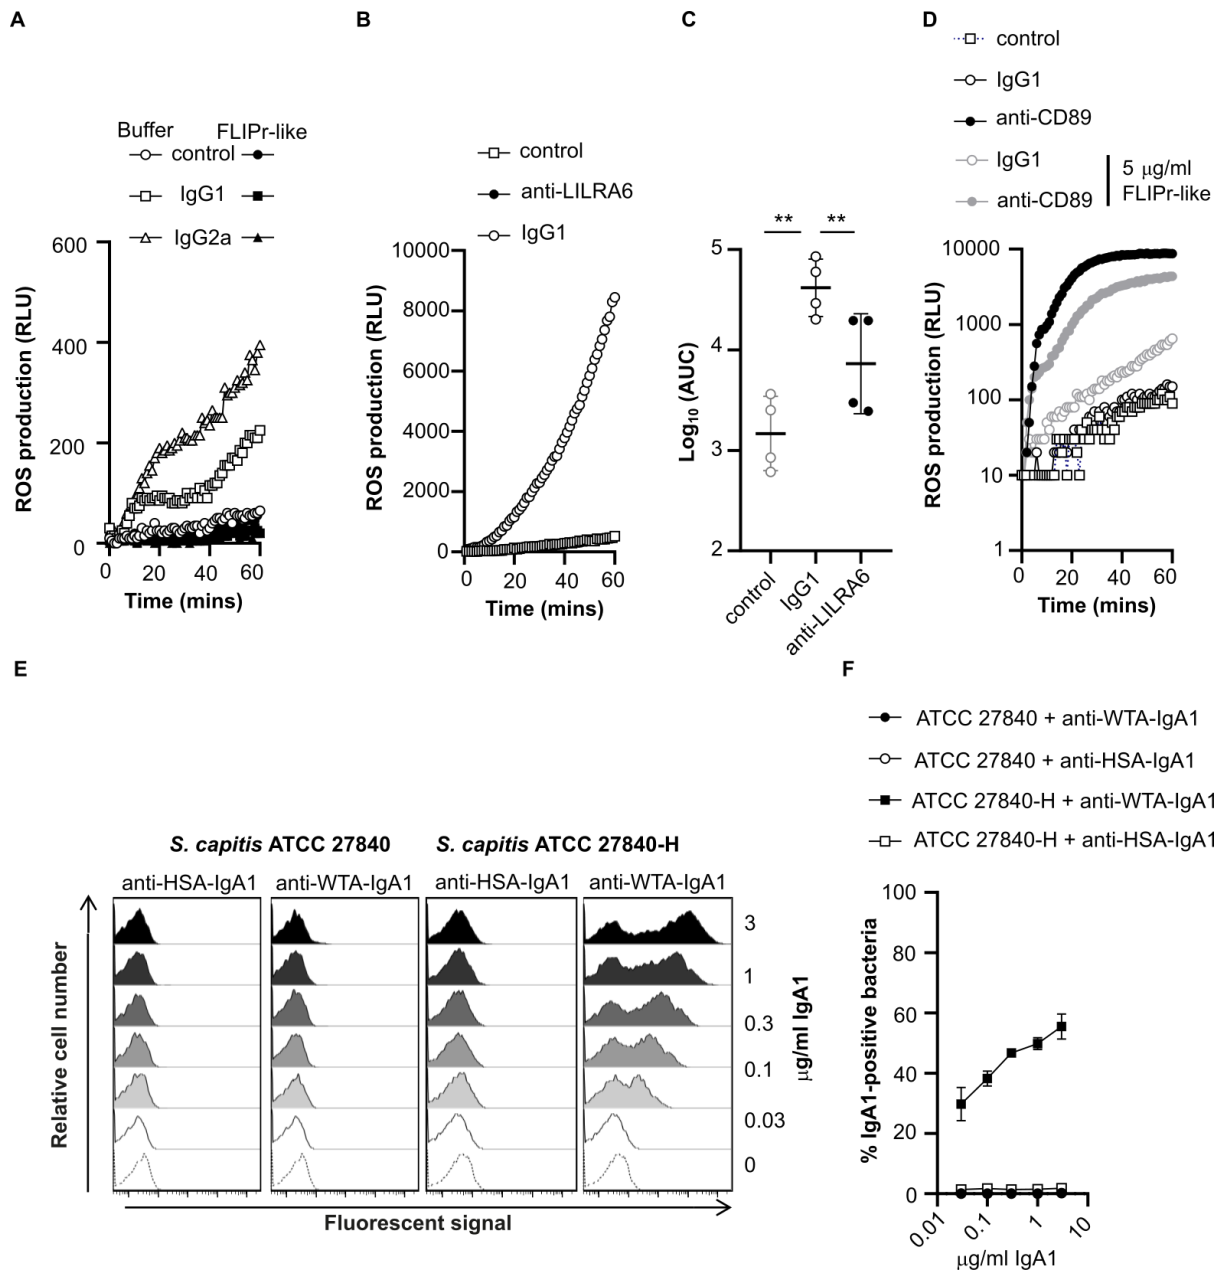 A
Buffer FLIPr-like
control
IgG1
IgG2a
ROS production (RLU)
600
400
200
0
0 20 40 60
Time (mins)
B
control
anti-LILRA6
IgG1
ROS production (RLU)
10000
8000
6000
4000
2000
0
0 20 40 60
Time (mins)
C
** **
Log10 (AUC)
5
4
3
2
control
IgG1
anti-LILRA6
D
control
IgG1
anti-CD89
IgG1
anti-CD89
5 μg/ml
FLIPr-like
ROS production (RLU)
10000
1000
100
10
1
0 20 40 60
Time (mins)
E
S. capitis ATCC 27840 S. capitis ATCC 27840-H
anti-HSA-IgA1 anti-WTA-IgA1 anti-HSA-IgA1 anti-WTA-IgA1
Relative cell number
3
1
0.3
0.1
0.03
0
μg/ml IgA1
Fluorescent signal
F
ATCC 27840 + anti-WTA-IgA1
ATCC 27840 + anti-HSA-IgA1
ATCC 27840-H + anti-WTA-IgA1
ATCC 27840-H + anti-HSA-IgA1
% IgA1-positive bacteria
100
80
60
40
20
0
0.01 0.1 1 10
μg/ml IgA1